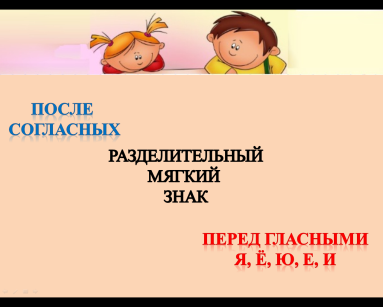 ПОСЛЕ
СОГЛАСНЫХ
РАЗДЕЛИТЕЛЬНЫЙ
МЯГКИЙ
ЗНАК
ПЕРЕД ГЛАСНЫМИ
Я, Ё, Ю, Е, И